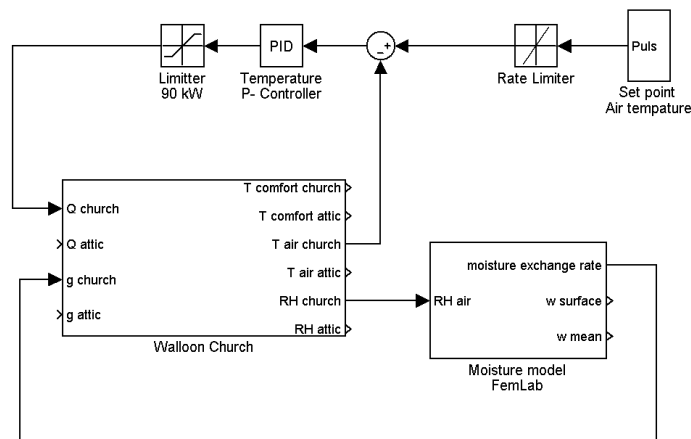 PID
Puls
Limitter
90 kW
Temperature
P- Controller
Rate Limiter
Set point
Air tempature
Q church
Q attic
g church
g attic
T comfort church
T comfort attic
T air church
T air attic
RH church
RH attic
Walloon Church
RH air
moisture exchange rate
w surface
w mean
Moisture model
FemLab